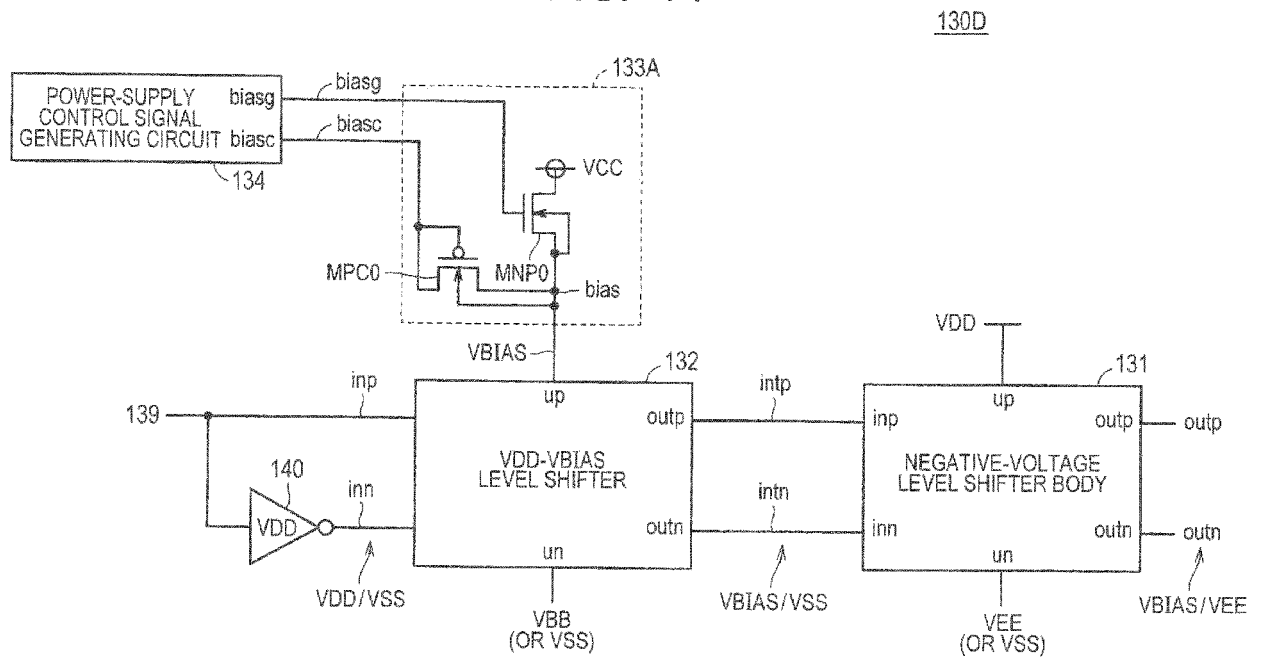 130D
133A
POWER-SUPPLY
CONTROL SIGNAL
GENERATING CIRCUIT
biasg
biasc
biasg
biasc
134
VCC
MPC0
MNP0
bias
VBIAS
132
VDD
131
139
inp
up
outp
VDD-VBIAS
LEVEL SHIFTER
outn
un
intp
inp
up
outp
outp
NEGATIVE-VOLTAGE
LEVEL SHIFTER BODY
140
VDD
inn
intn
inn
outn
outn
un
VDD/VSS
VBB
(OR VSS)
VBIAS/VSS
VEE
(OR VSS)
VBIAS/VEE